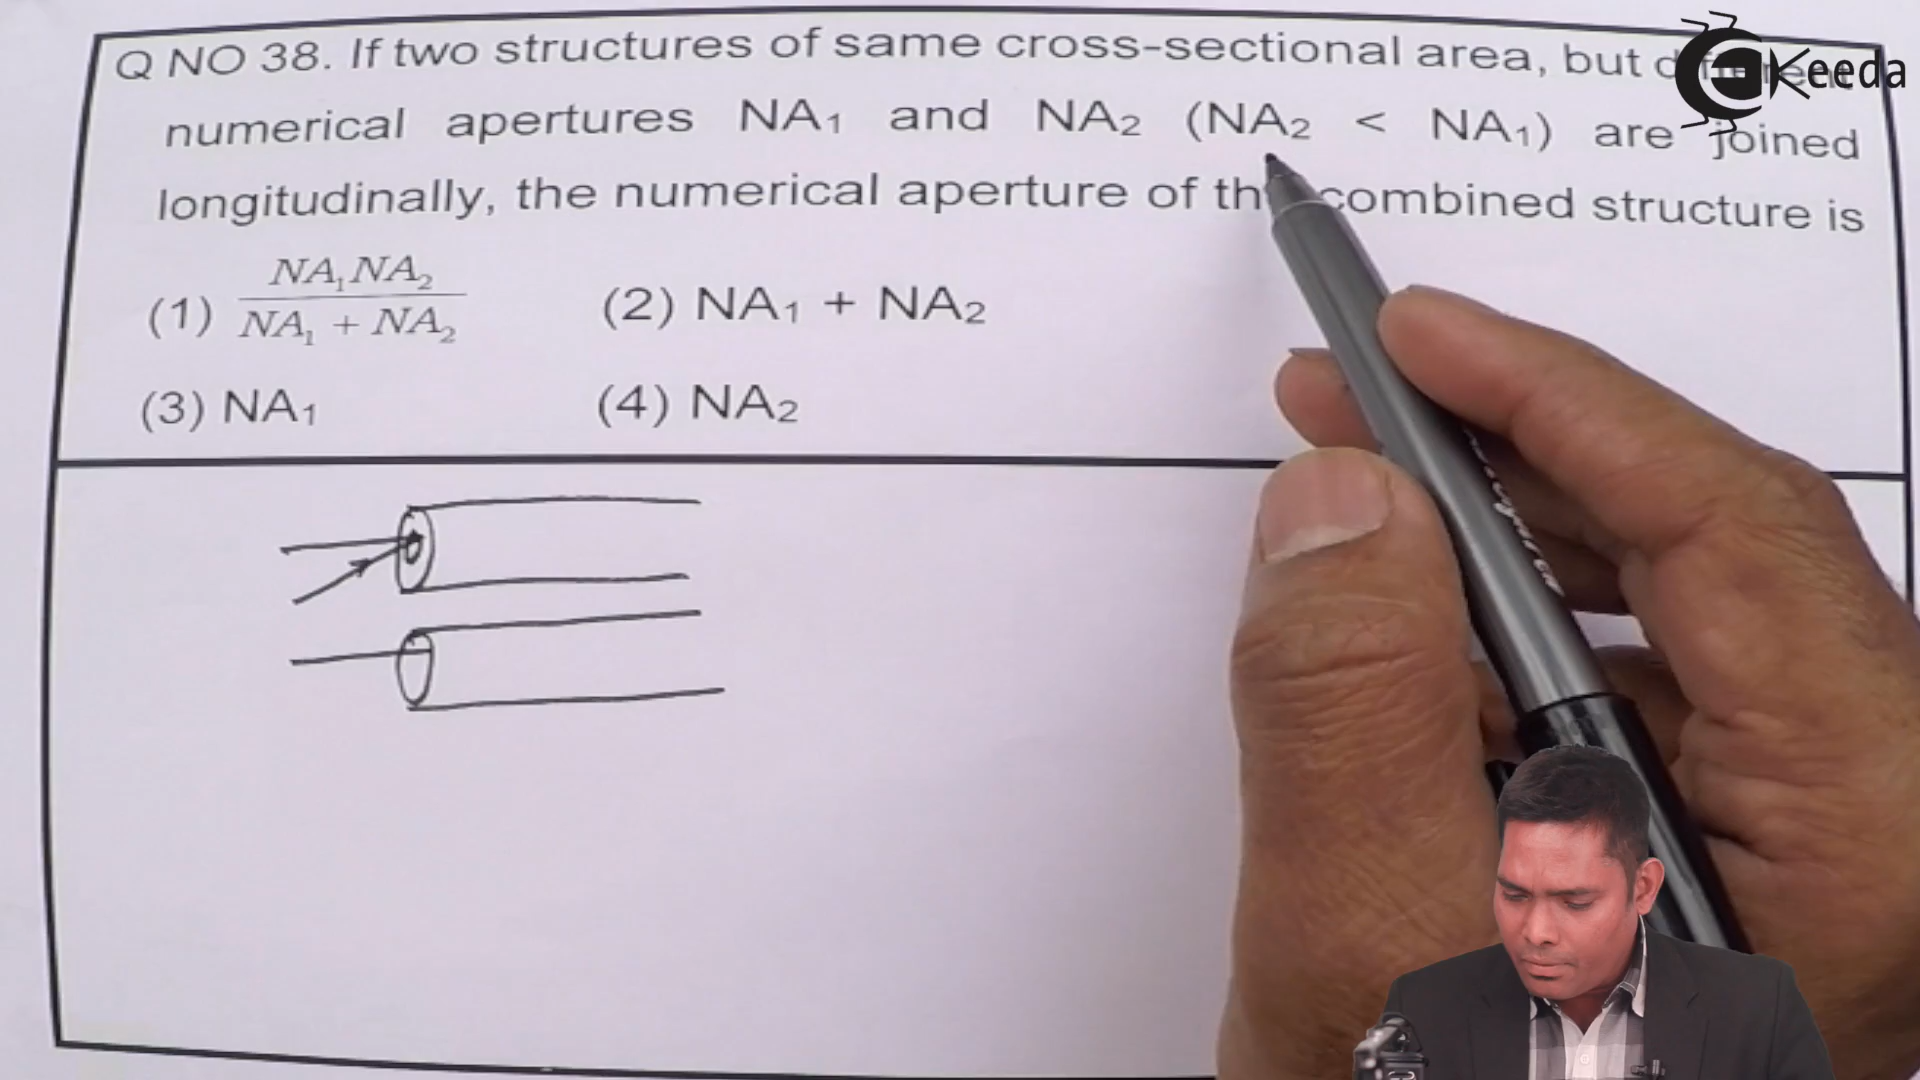 Q NO 38. If two structures of same cross-sectional area, but
Keeda
numerical apertures NA₁ and NA₂ (NA₂ < NA₁) are joined
longitudinally, the numerical aperture of combined structure is
(1) NA₁NA₂ / NA₁ + NA₂ (2) NA₁ + NA₂
(3) NA₁ (4) NA₂